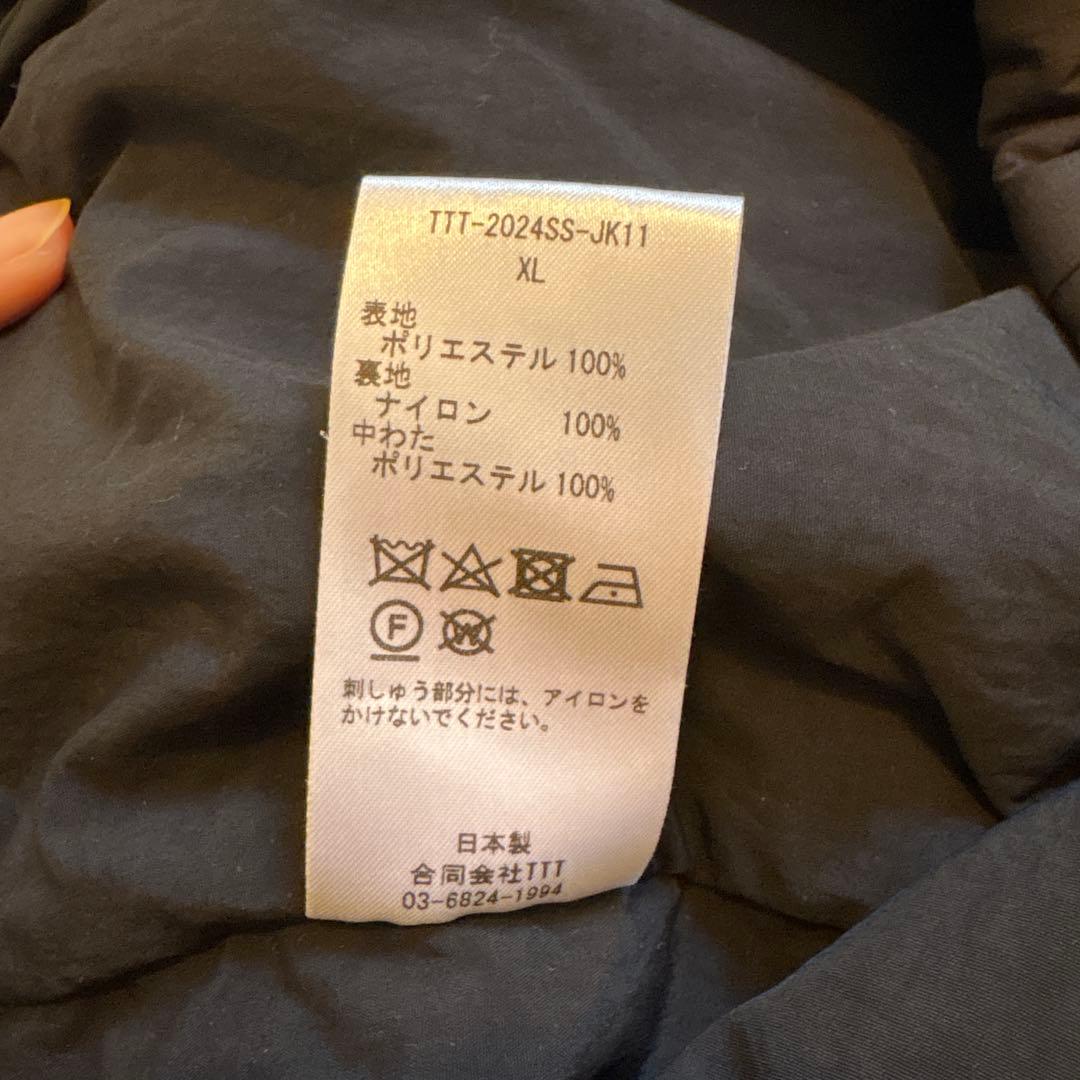 TTT-2024SS-JK11
XL
表地
ポリエステル 100%
裏地
ナイロン 100%
中わた
ポリエステル 100%
F
W
刺しゅう部分には、アイロンを
かけないでください。
日本製
合同会社TTT
03-6824-1994